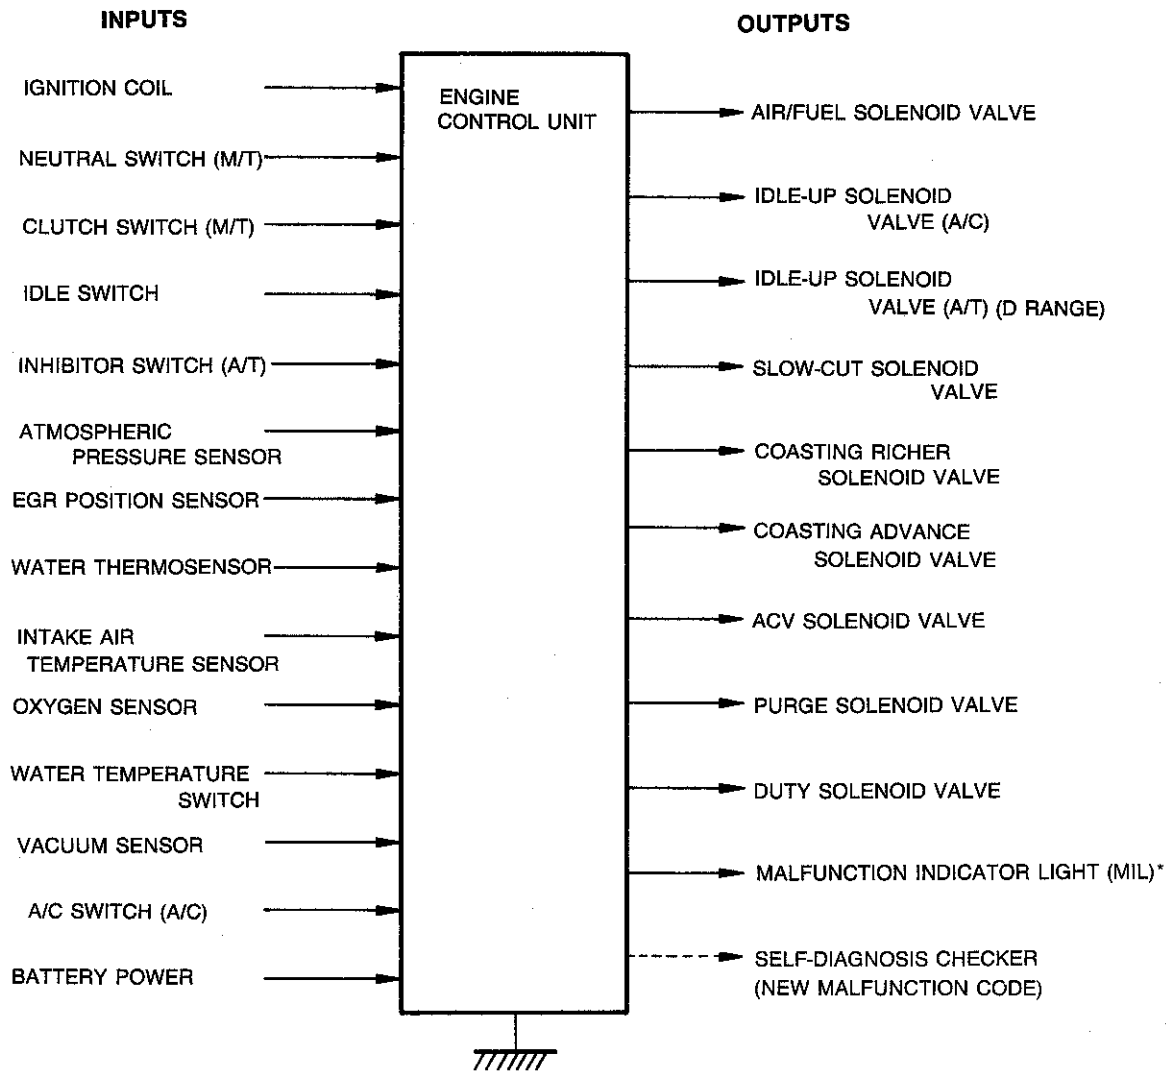 INPUTS
IGNITION COIL
NEUTRAL SWITCH (M/T)
CLUTCH SWITCH (M/T)
IDLE SWITCH
INHIBITOR SWITCH (A/T)
ATMOSPHERIC
PRESSURE SENSOR
EGR POSITION SENSOR
WATER THERMOSENSOR
INTAKE AIR
TEMPERATURE SENSOR
OXYGEN SENSOR
WATER TEMPERATURE
SWITCH
VACUUM SENSOR
A/C SWITCH (A/C)
BATTERY POWER
ENGINE
CONTROL UNIT
OUTPUTS
AIR/FUEL SOLENOID VALVE
IDLE-UP SOLENOID
VALVE (A/C)
IDLE-UP SOLENOID
VALVE (A/T) (D RANGE)
SLOW-CUT SOLENOID
VALVE
COASTING RICHER
SOLENOID VALVE
COASTING ADVANCE
SOLENOID VALVE
ACV SOLENOID VALVE
PURGE SOLENOID VALVE
DUTY SOLENOID VALVE
MALFUNCTION INDICATOR LIGHT (MIL)*
SELF-DIAGNOSIS CHECKER
(NEW MALFUNCTION CODE)